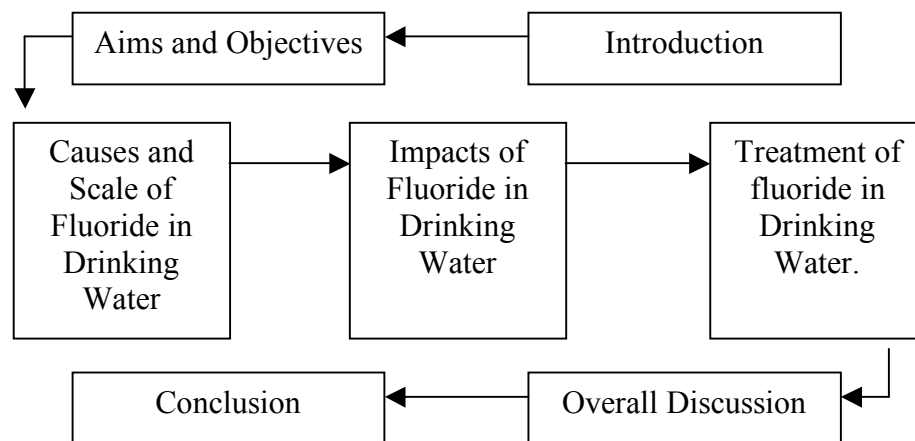 Aims and Objectives
Introduction
Causes and
Scale of
Fluoride in
Drinking
Water
Impacts of
Fluoride in
Drinking
Water
Treatment of
fluoride in
Drinking
Water.
Conclusion
Overall Discussion